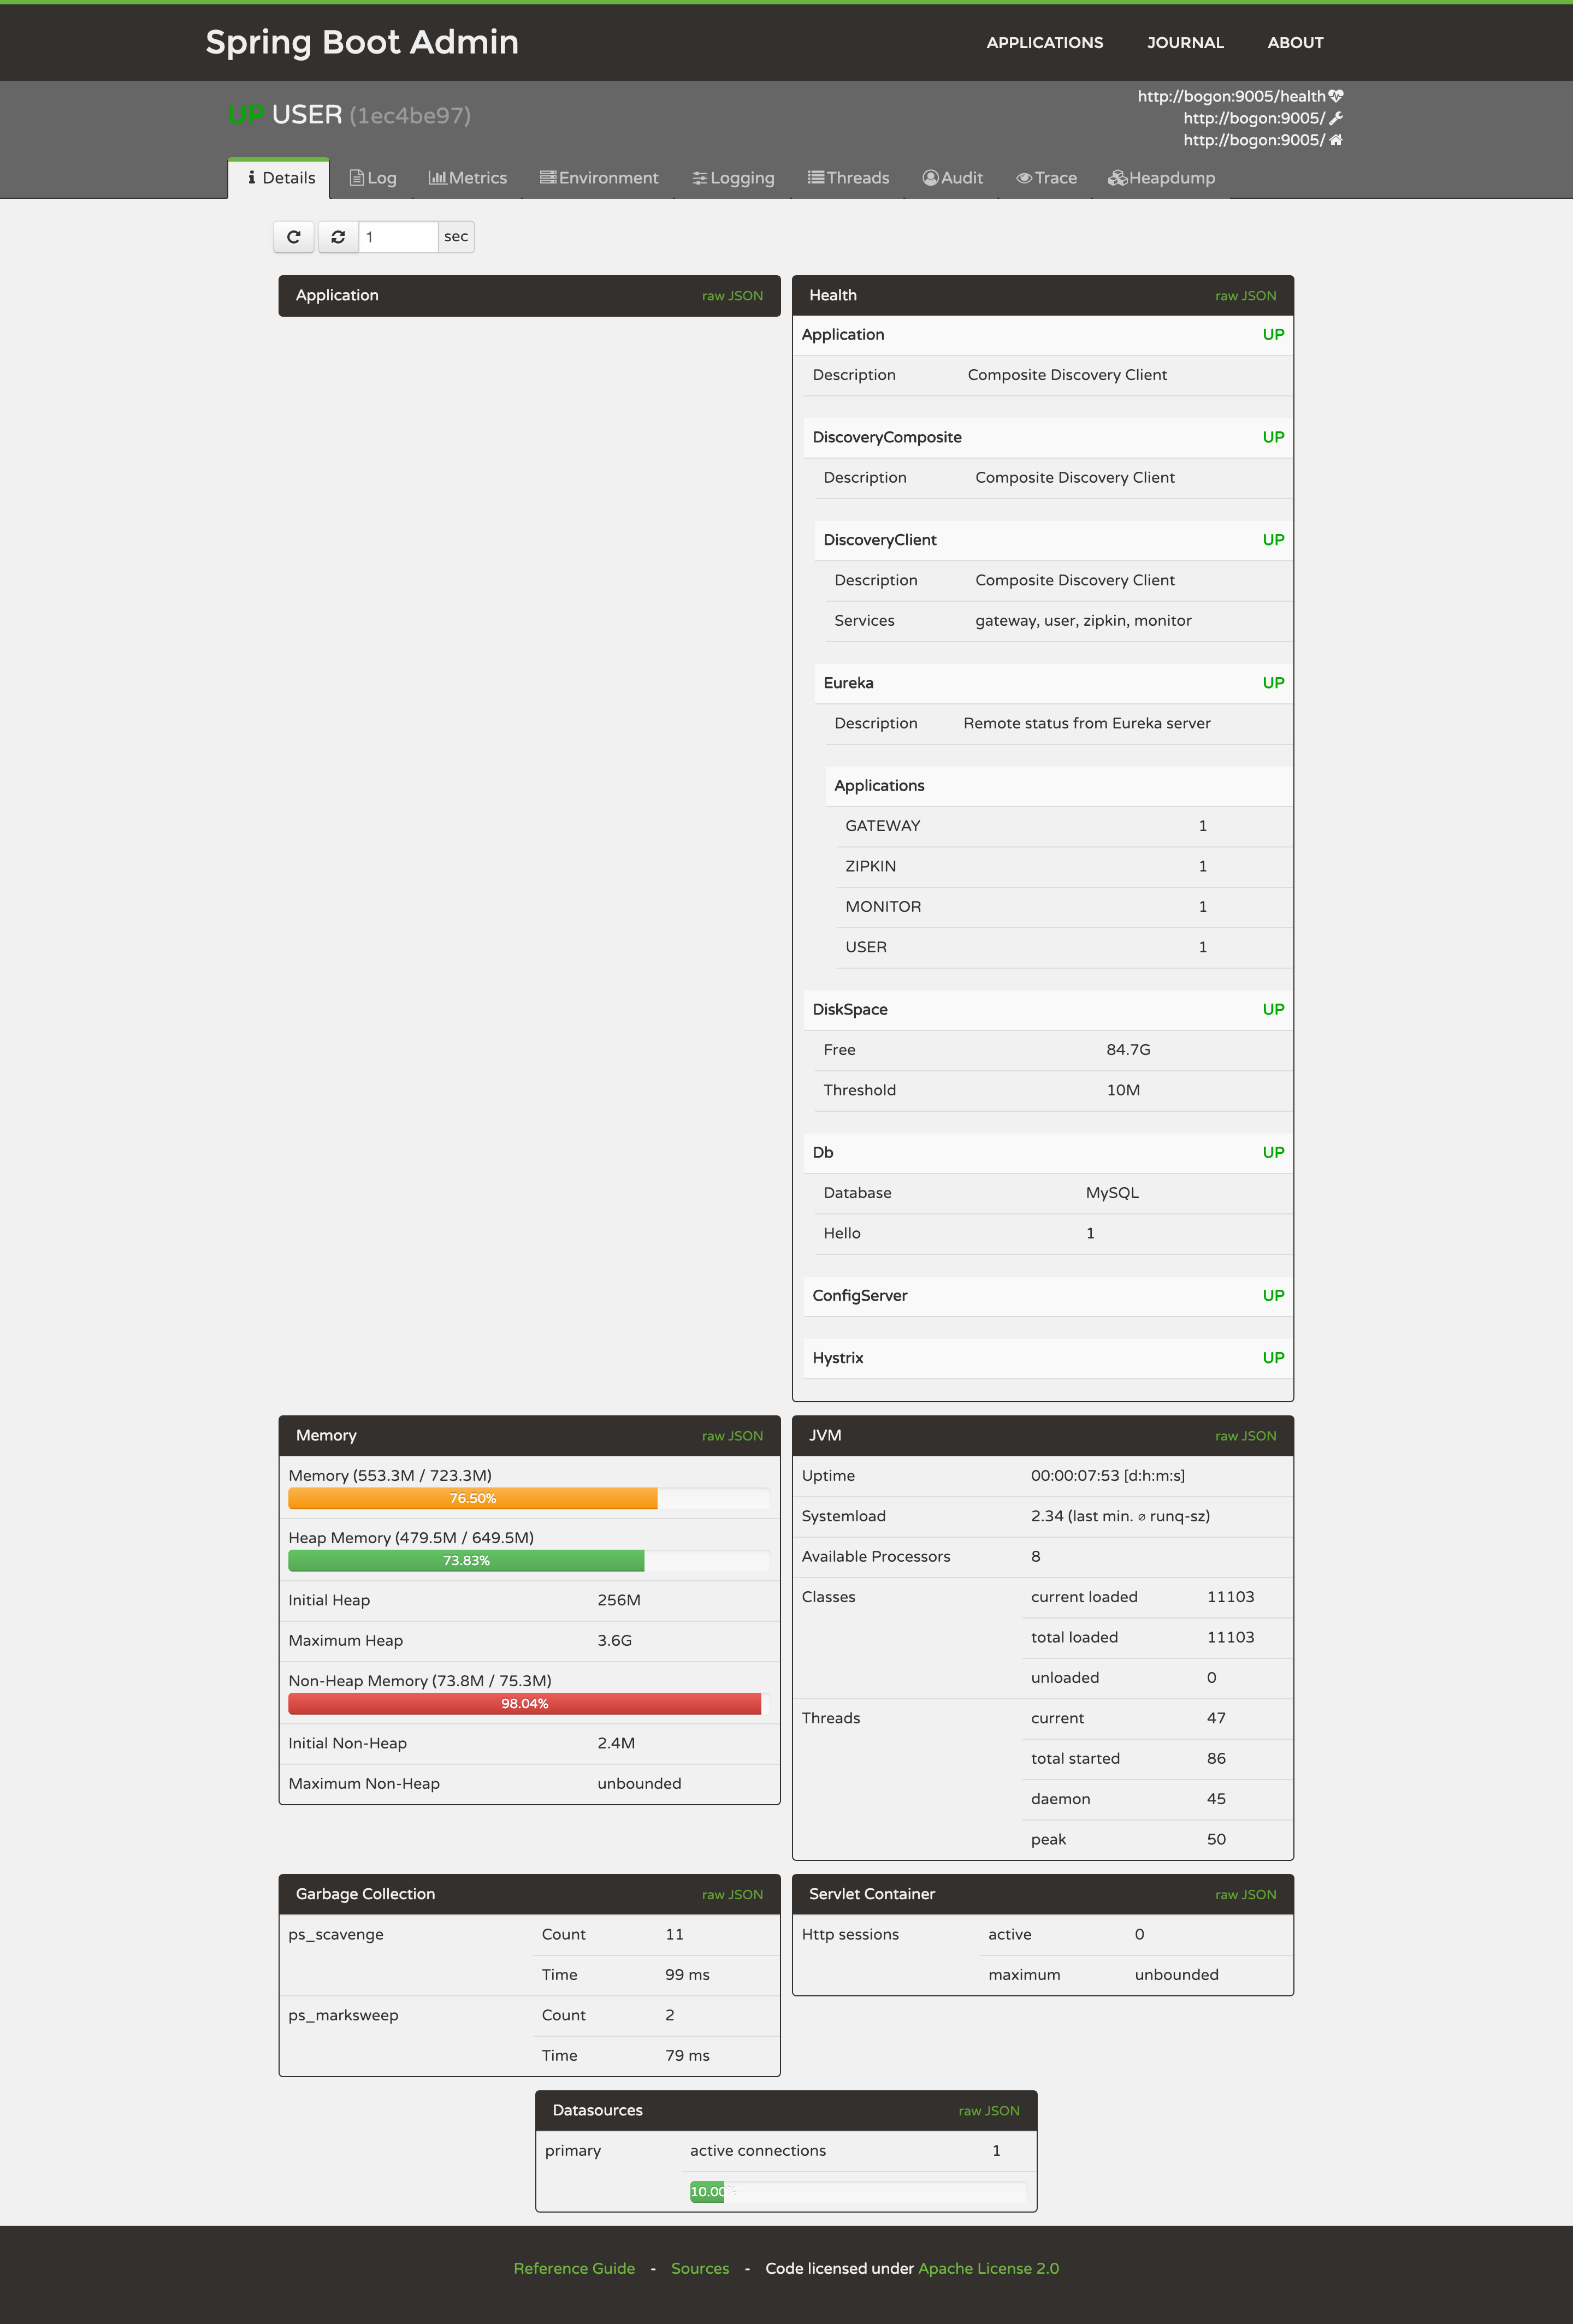 Spring Boot Admin
APPLICATIONS JOURNAL ABOUT
UP USER (1ec4be97)
http://bogon:9005/health
http://bogon:9005/
http://bogon:9005/
Details Log Metrics Environment Logging Threads Audit Trace Heapdump
1 sec
Application raw JSON
Health raw JSON
Application UP
Description Composite Discovery Client
DiscoveryComposite UP
Description Composite Discovery Client
DiscoveryClient UP
Description Composite Discovery Client
Services gateway, user, zipkin, monitor
Eureka UP
Description Remote status from Eureka server
Applications
GATEWAY 1
ZIPKIN 1
MONITOR 1
USER 1
DiskSpace UP
Free 84.7G
Threshold 10M
Db UP
Database MySQL
Hello 1
ConfigServer UP
Hystrix UP
Memory raw JSON
Memory (553.3M / 723.3M)
76.50%
Heap Memory (479.5M / 649.5M)
73.83%
Initial Heap 256M
Maximum Heap 3.6G
Non-Heap Memory (73.8M / 75.3M)
98.04%
Initial Non-Heap 2.4M
Maximum Non-Heap unbounded
JVM raw JSON
Uptime 00:00:07:53 [d:h:m:s]
Systemload 2.34 (last min. ⌀ runq-sz)
Available Processors 8
Classes current loaded 11103
total loaded 11103
unloaded 0
Threads current 47
total started 86
daemon 45
peak 50
Garbage Collection raw JSON
ps_scavenge Count 11
Time 99 ms
ps_marksweep Count 2
Time 79 ms
Servlet Container raw JSON
Http sessions active 0
maximum unbounded
Datasources raw JSON
primary active connections 1
10.00%
Reference Guide - Sources - Code licensed under Apache License 2.0